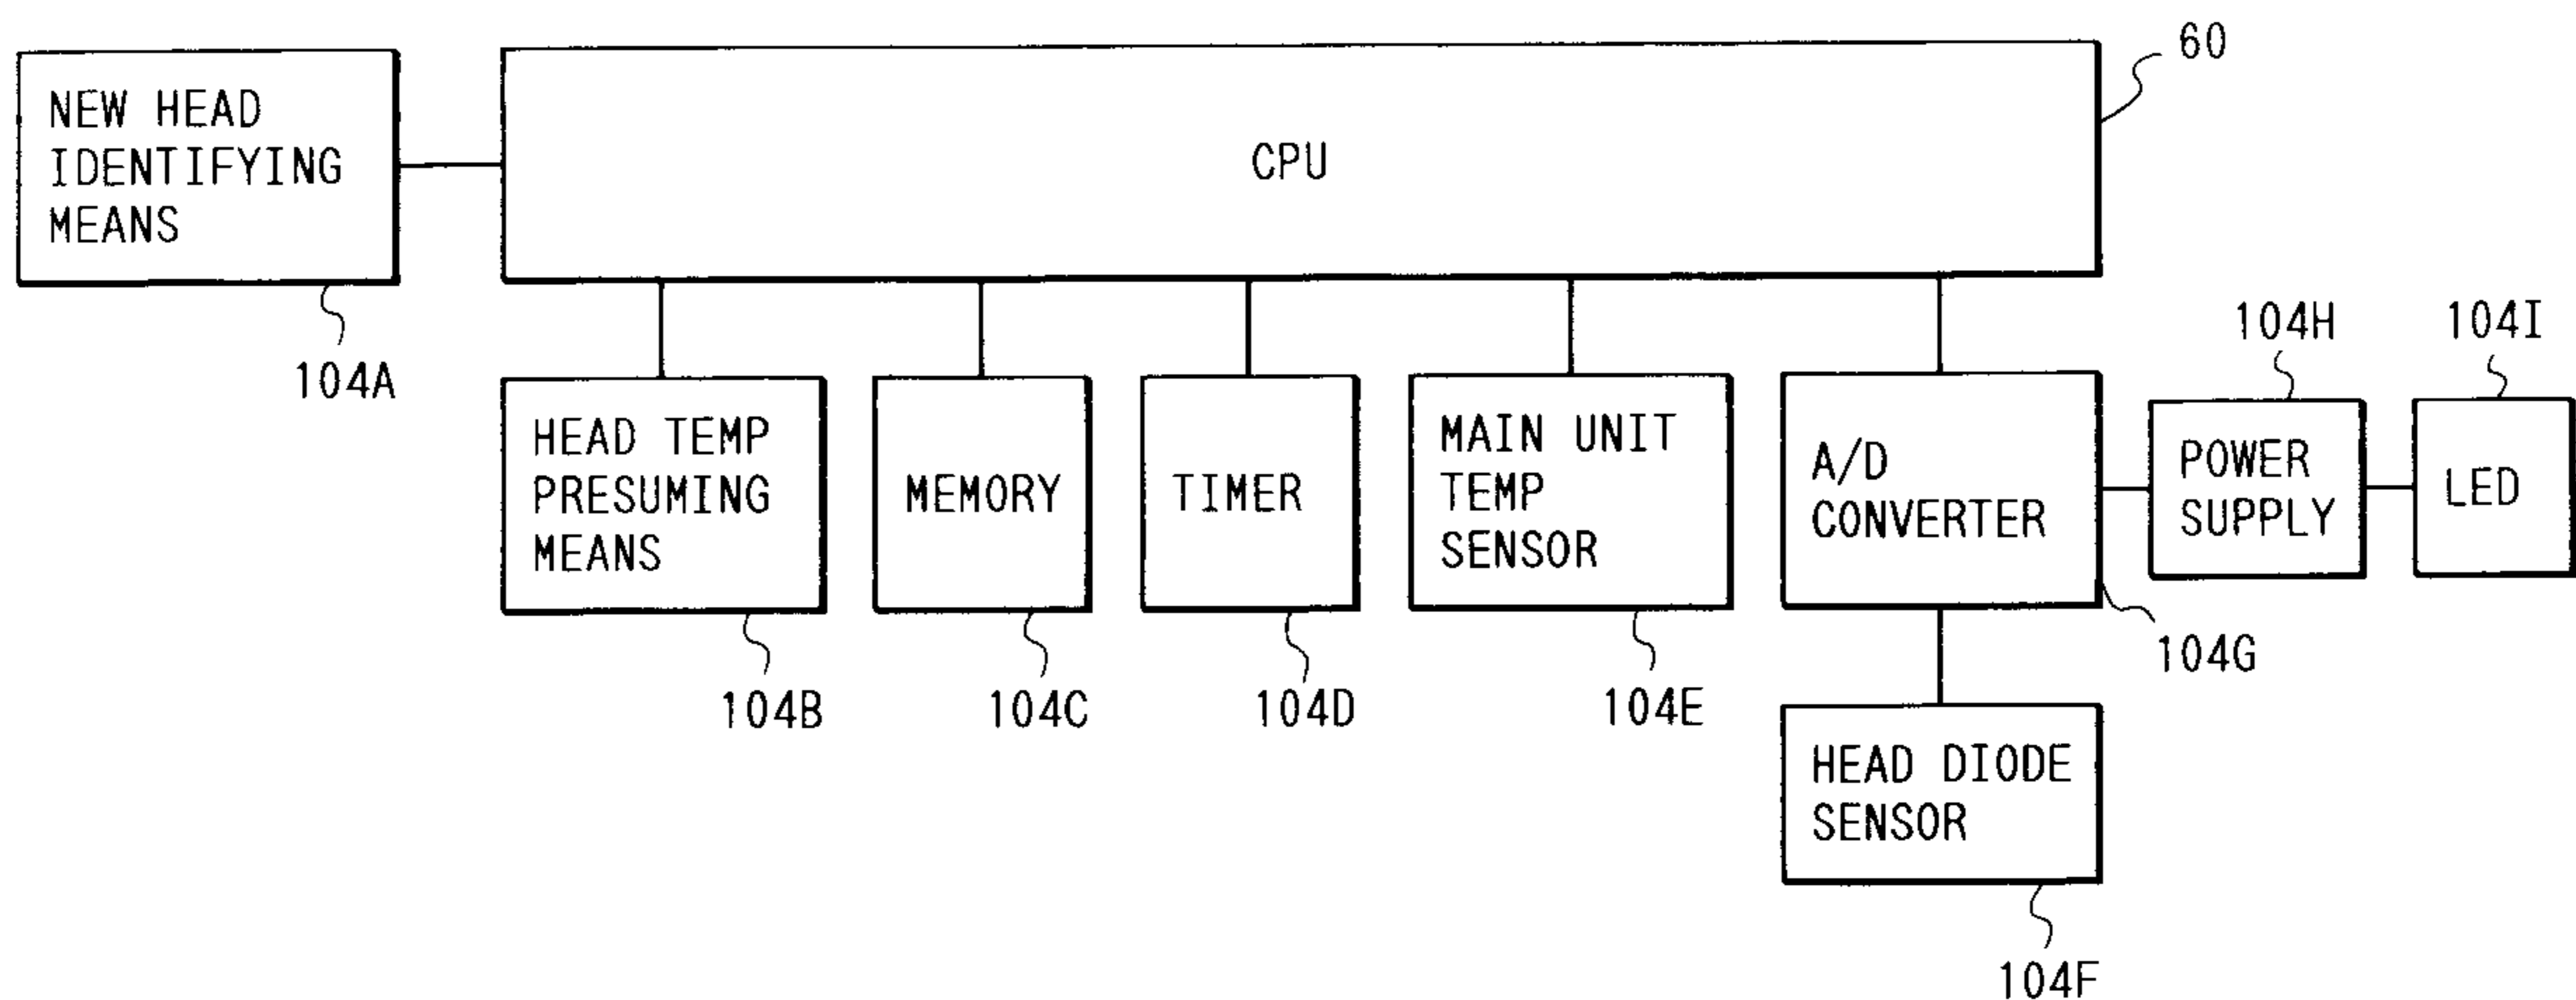 60
NEW HEAD
IDENTIFYING
MEANS
CPU
104A
104H
104I
HEAD TEMP
PRESUMING
MEANS
MEMORY
TIMER
MAIN UNIT
TEMP
SENSOR
A/D
CONVERTER
POWER
SUPPLY
LED
104G
104B
104C
104D
104E
HEAD DIODE
SENSOR
104F